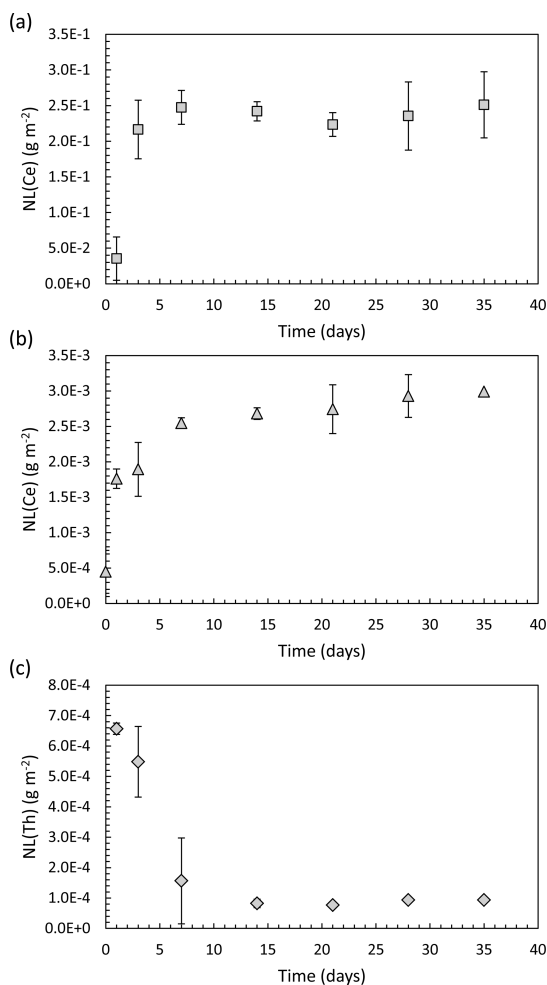 (a)
3.5E-1
3.0E-1
2.5E-1
2.0E-1
1.5E-1
1.0E-1
5.0E-2
0.0E+0
NL(Ce) (g m-2)
0 5 10 15 20 25 30 35 40
Time (days)
(b)
3.5E-3
3.0E-3
2.5E-3
2.0E-3
1.5E-3
1.0E-3
5.0E-4
0.0E+0
NL(Ce) (g m-2)
0 5 10 15 20 25 30 35 40
Time (days)
(c)
8.0E-4
7.0E-4
6.0E-4
5.0E-4
4.0E-4
3.0E-4
2.0E-4
1.0E-4
0.0E+0
NL(Th) (g m-2)
0 5 10 15 20 25 30 35 40
Time (days)